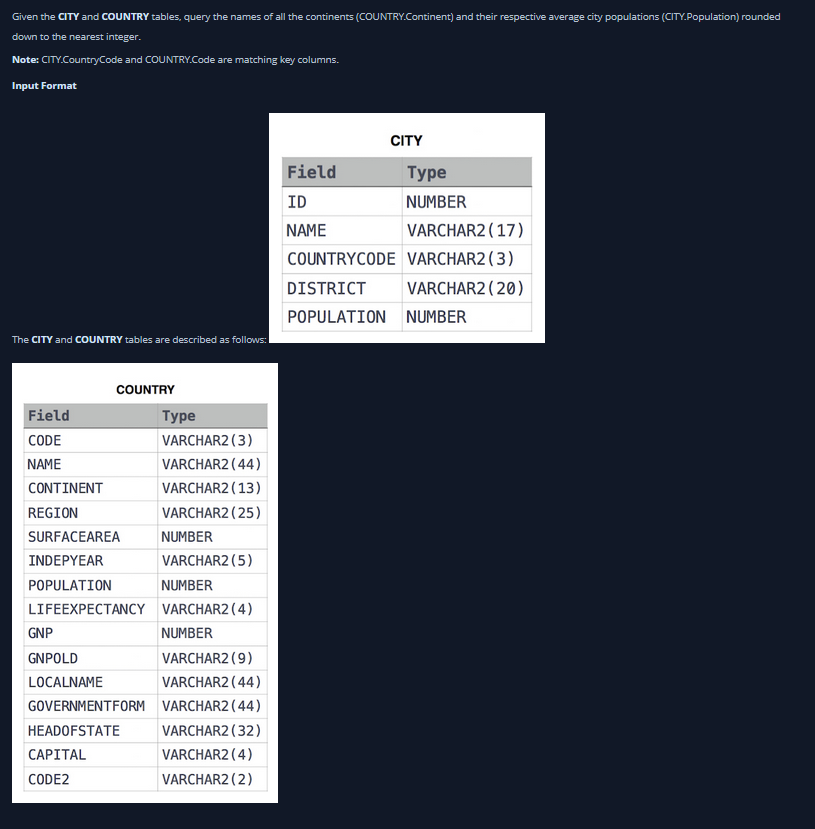 Given the CITY and COUNTRY tables, query the names of all the continents (COUNTRY.Continent) and their respective average city populations (CITY.Population) rounded
down to the nearest integer.
Note: CITY.CountryCode and COUNTRY.Code are matching key columns.
Input Format
CITY
Field Type
ID NUMBER
NAME VARCHAR2(17)
COUNTRYCODE VARCHAR2(3)
DISTRICT VARCHAR2(20)
POPULATION NUMBER
The CITY and COUNTRY tables are described as follows:
COUNTRY
Field Type
CODE VARCHAR2(3)
NAME VARCHAR2(44)
CONTINENT VARCHAR2(13)
REGION VARCHAR2(25)
SURFACEAREA NUMBER
INDEPYEAR VARCHAR2(5)
POPULATION NUMBER
LIFEEXPECTANCY VARCHAR2(4)
GNP NUMBER
GNPOLD VARCHAR2(9)
LOCALNAME VARCHAR2(44)
GOVERNMENTFORM VARCHAR2(44)
HEADOFSTATE VARCHAR2(32)
CAPITAL VARCHAR2(4)
CODE2 VARCHAR2(2)